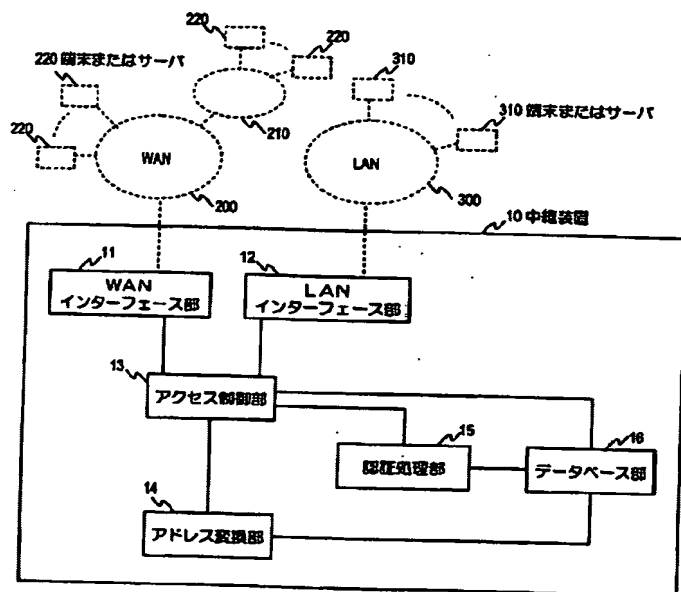 220
220
310
220 端末またはサーバ
310 端末またはサーバ
220
210
WAN
LAN
200
300
10 中継装置
11
12
WAN
インターフェース部
LAN
インターフェース部
13
アクセス制御部
15
16
認証処理部
データベース部
14
アドレス変換部